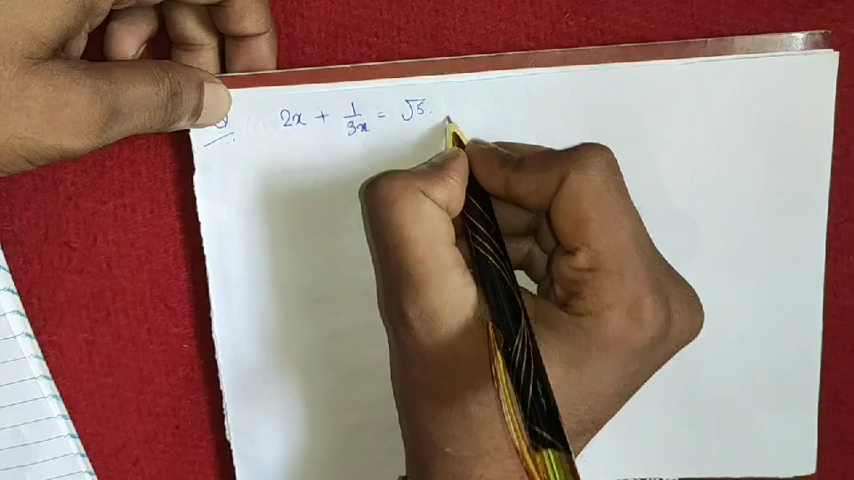 2x + 1/3x = √5.